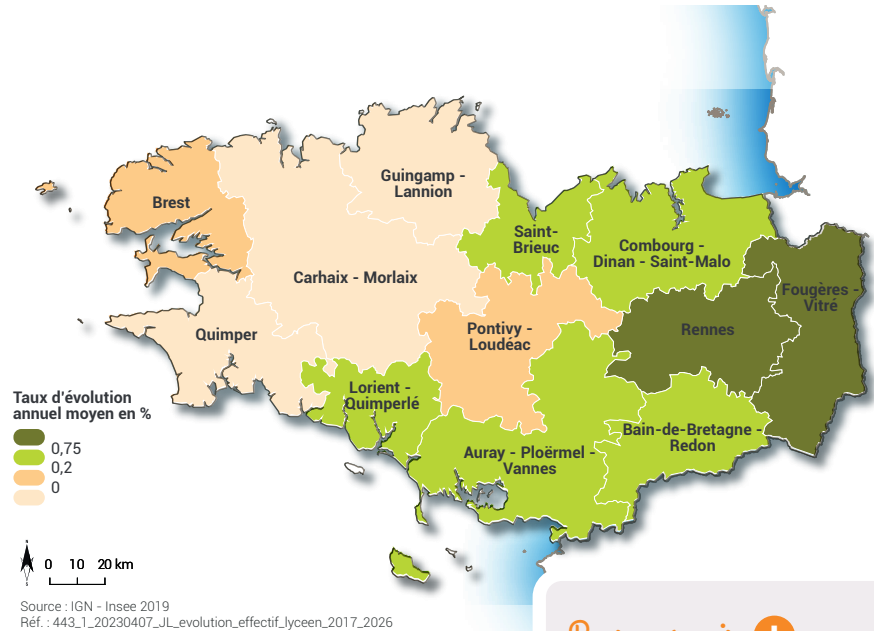 Guingamp -
Lannion
Brest
Saint-
Brieuc
Combourg -
Dinan - Saint-Malo
Carhaix - Morlaix
Fougères -
Vitré
Quimper
Pontivy -
Loudéac
Rennes
Lorient -
Quimperlé
Bain-de-Bretagne -
Redon
Auray - Ploërmel -
Vannes
Taux d'évolution
annuel moyen en %
0,75
0,2
0
N
0 10 20 km
Source : IGN - Insee 2019
Réf. : 443_1_20230407_JL_evolution_effectif_lyceen_2017_2026